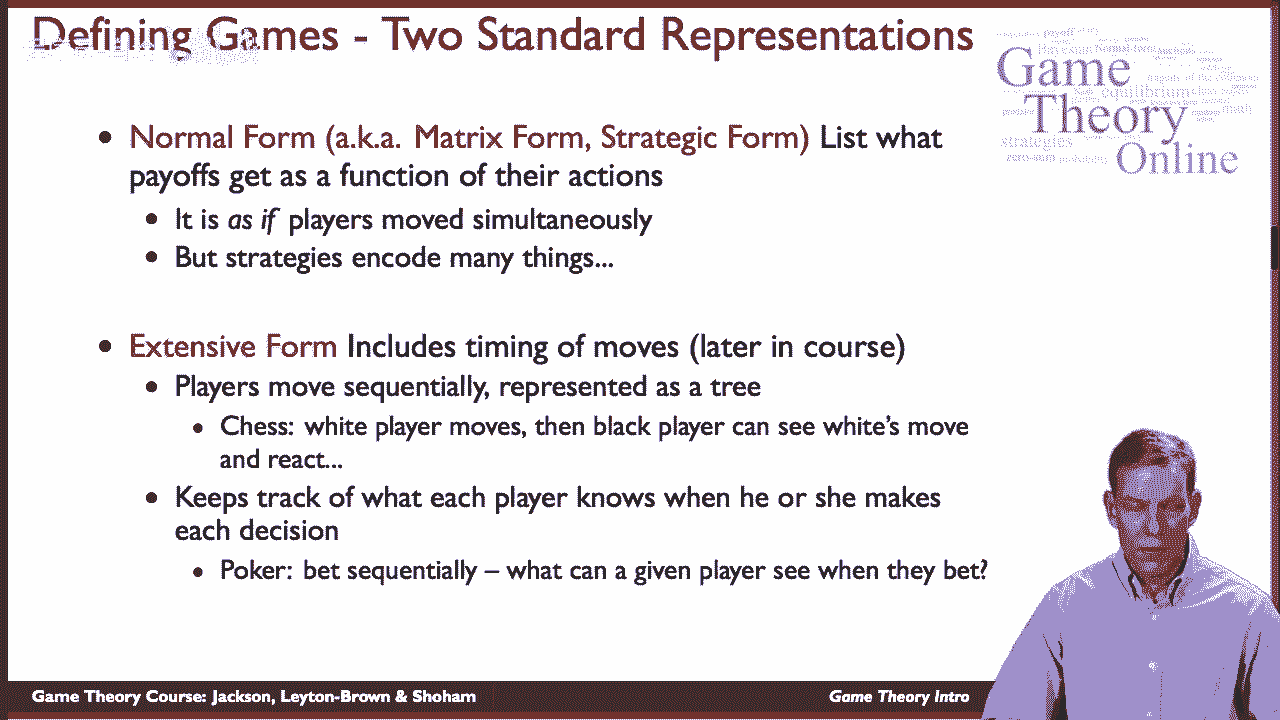 Defining Games - Two Standard Representations
Game
Theory
Online
equilibrium
strategies
• Normal Form (a.k.a. Matrix Form, Strategic Form) List what
payoffs get as a function of their actions
• It is as if players moved simultaneously
• But strategies encode many things...
• Extensive Form Includes timing of moves (later in course)
• Players move sequentially, represented as a tree
• Chess: white player moves, then black player can see white's move
and react...
• Keeps track of what each player knows when he or she makes
each decision
• Poker: bet sequentially – what can a given player see when they bet?
Game Theory Course: Jackson, Leyton-Brown & Shoham
Game Theory Intro